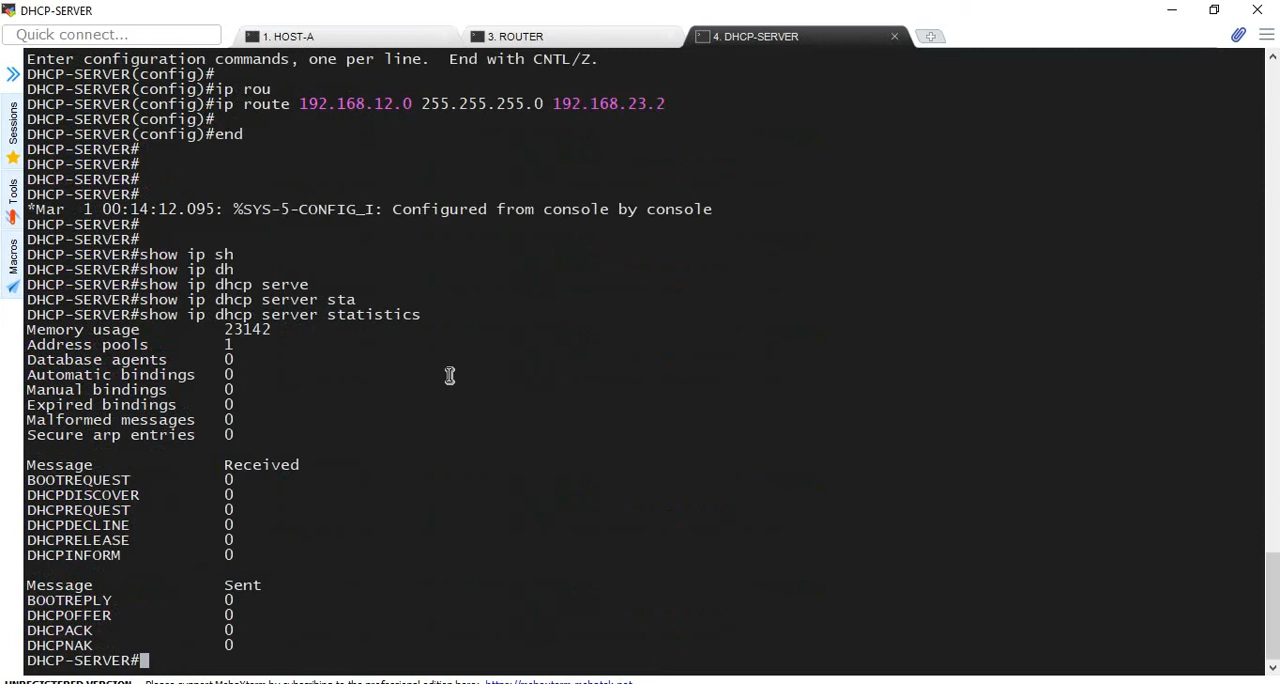 DHCP-SERVER
Quick connect...
1. HOST-A
3. ROUTER
4. DHCP-SERVER
Sessions
Tools
Macros
Enter configuration commands, one per line.  End with CNTL/Z.
DHCP-SERVER(config)#
DHCP-SERVER(config)#ip rou
DHCP-SERVER(config)#ip route 192.168.12.0 255.255.255.0 192.168.23.2
DHCP-SERVER(config)#
DHCP-SERVER(config)#end
DHCP-SERVER#
DHCP-SERVER#
DHCP-SERVER#
DHCP-SERVER#
*Mar  1 00:14:12.095: %SYS-5-CONFIG_I: Configured from console by console
DHCP-SERVER#
DHCP-SERVER#
DHCP-SERVER#show ip sh
DHCP-SERVER#show ip dh
DHCP-SERVER#show ip dhcp serve
DHCP-SERVER#show ip dhcp server sta
DHCP-SERVER#show ip dhcp server statistics
Memory usage         23142
Address pools        1
Database agents      0
Automatic bindings   0
Manual bindings      0
Expired bindings     0
Malformed messages   0
Secure arp entries   0
Message              Received
BOOTREQUEST          0
DHCPDISCOVER         0
DHCPREQUEST          0
DHCPDECLINE          0
DHCPRELEASE          0
DHCPINFORM           0
Message              Sent
BOOTREPLY            0
DHCPOFFER            0
DHCPACK              0
DHCPNAK              0
DHCP-SERVER#
UNREGISTERED VERSION - Please support MobaXterm by subscribing to the professional edition here: https://mobaxterm.mobatek.net